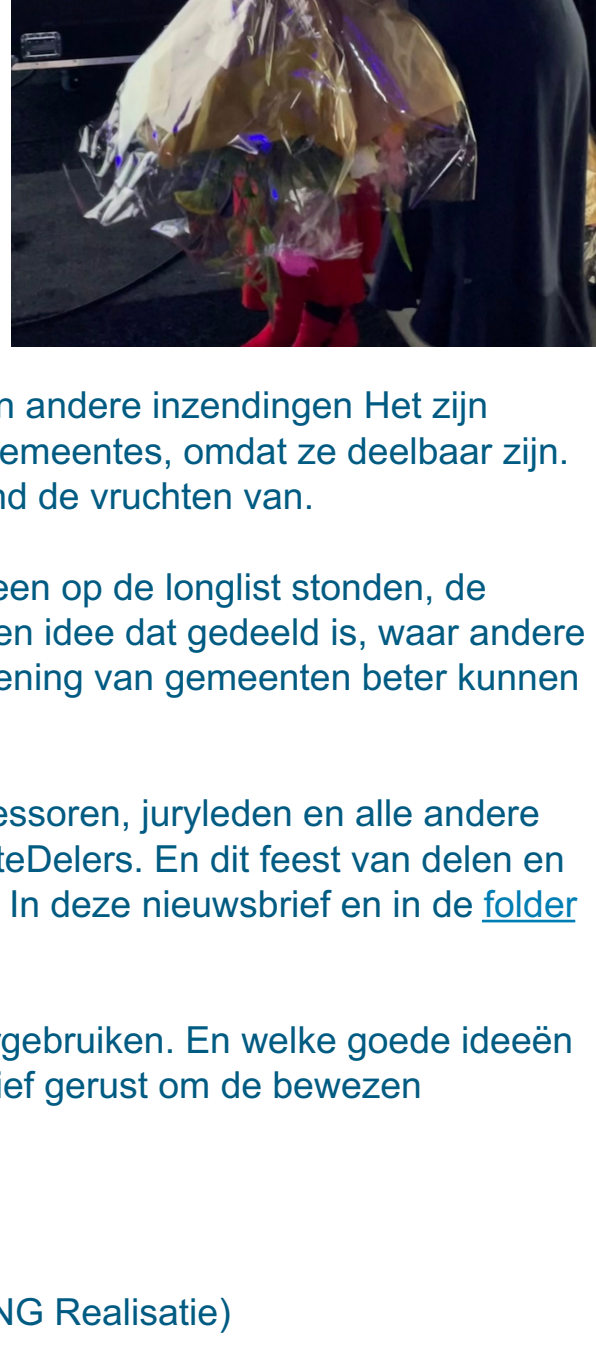 n andere inzendingen Het zijn
emeentes, omdat ze deelbaar zijn.
nd de vruchten van.
een op de longlist stonden, de
en idee dat gedeeld is, waar andere
ening van gemeenten beter kunnen
essoren, juryleden en alle andere
teDelers. En dit feest van delen en
In deze nieuwsbrief en in de folder
rgebruiken. En welke goede ideeën
ief gerust om de bewezen
NG Realisatie)